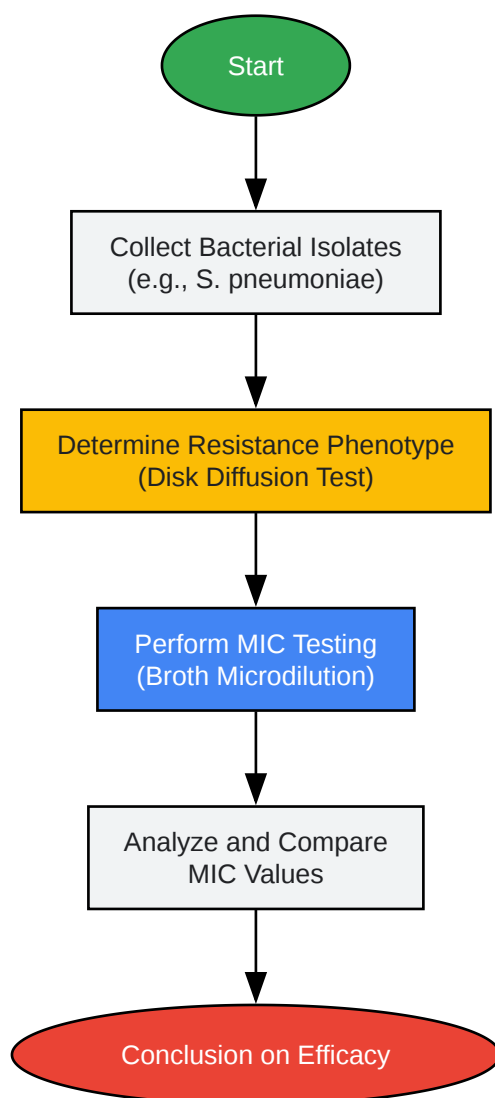 Start
Collect Bacterial Isolates
(e.g., S. pneumoniae)
Determine Resistance Phenotype
(Disk Diffusion Test)
Perform MIC Testing
(Broth Microdilution)
Analyze and Compare
MIC Values
Conclusion on Efficacy